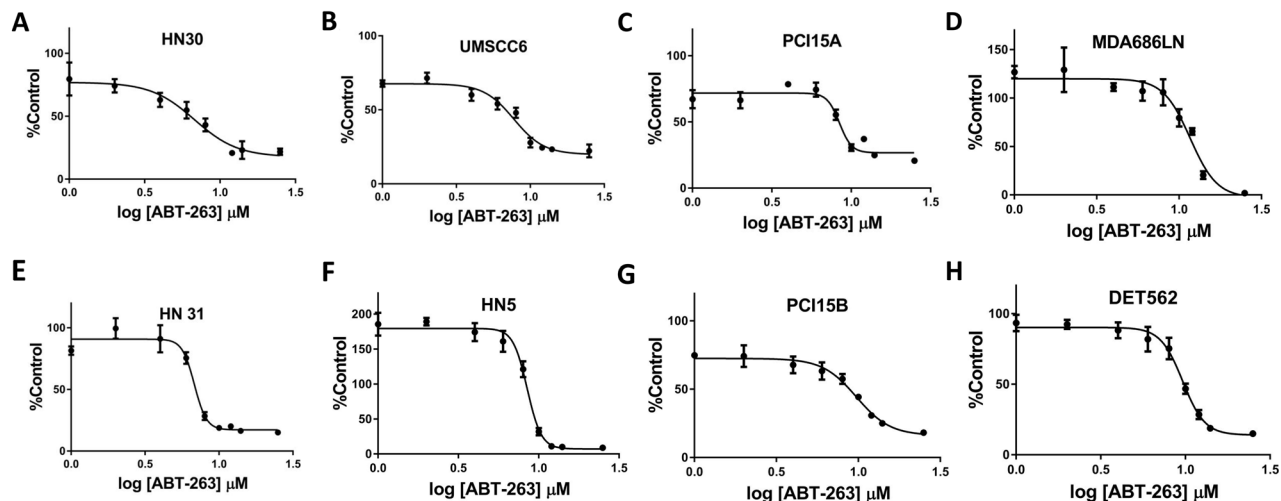 A
HN30
%Control
100
50
0
0.0 0.5 1.0 1.5
log [ABT-263] μM
B
UMSCC6
%Control
100
50
0
0.0 0.5 1.0 1.5
log [ABT-263] μM
C
PCI15A
%Control
100
50
0
0.0 0.5 1.0 1.5
log [ABT-263] μM
D
MDA686LN
%Control
150
100
50
0
0.0 0.5 1.0 1.5
log [ABT-263] μM
E
HN 31
%Control
100
50
0
0.0 0.5 1.0 1.5
log [ABT-263] μM
F
HN5
%Control
200
150
100
50
0
0.0 0.5 1.0 1.5
log [ABT-263] μM
G
PCI15B
%Control
100
50
0
0.0 0.5 1.0 1.5
log [ABT-263] μM
H
DET562
%Control
100
50
0
0.0 0.5 1.0 1.5
log [ABT-263] μM